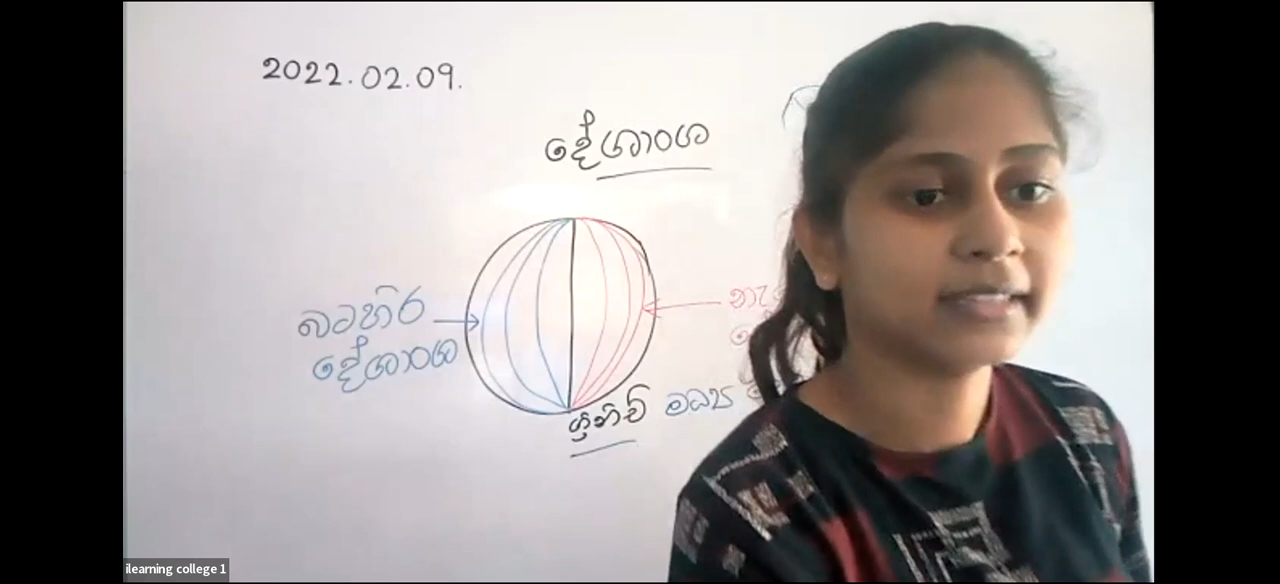 2022.02.09.
දේශාංශ
බටහිර
දේශාංශ
ග්‍රිනිච් මධ්‍ය
ilearning college 1